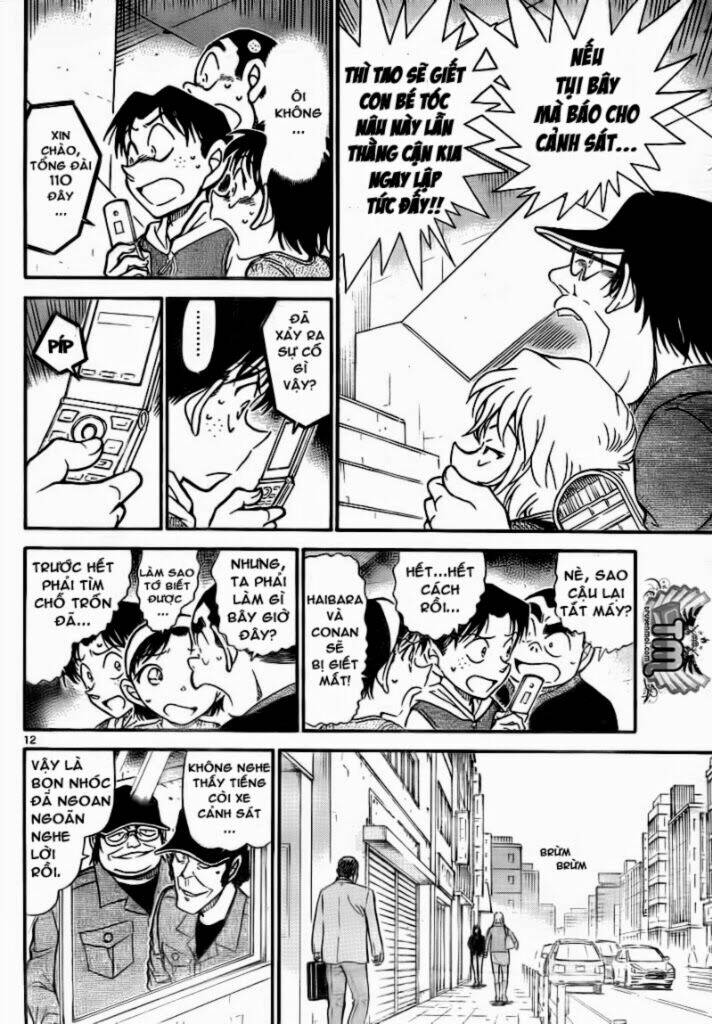 NẾU
TỤI BÂY
MÀ BÁO CHO
CẢNH SÁT...
THÌ TAO SẼ GIẾT
CON BÉ TÓC
NÂU NÀY LẪN
THẰNG CẬN KIA
NGAY LẬP
TỨC ĐẤY!!
ÔI
KHÔNG
...
XIN
CHÀO,
TỔNG ĐÀI
110
ĐÂY
...
ĐÃ
XẢY RA
SỰ CỐ
GÌ
VẬY?
......
PÍP
NÈ, SAO
CẬU LẠI
TẮT MÁY?
HẾT...HẾT
CÁCH
RỒI...
HAIBARA
VÀ
CONAN
SẼ
BỊ GIẾT
MẤT!
NHƯNG,
TA PHẢI
LÀM GÌ
BÂY GIỜ
ĐÂY?
LÀM SAO
TỚ BIẾT
ĐƯỢC
...
TRƯỚC HẾT
PHẢI TÌM
CHỖ TRỐN
ĐÃ...
12
BRỪM
BRỪM
KHÔNG NGHE
THẤY TIẾNG
CÒI XE
CẢNH SÁT
...
VẬY LÀ
BỌN NHỐC
ĐÃ NGOAN
NGOÃN
NGHE
LỜI
RỒI.
TM